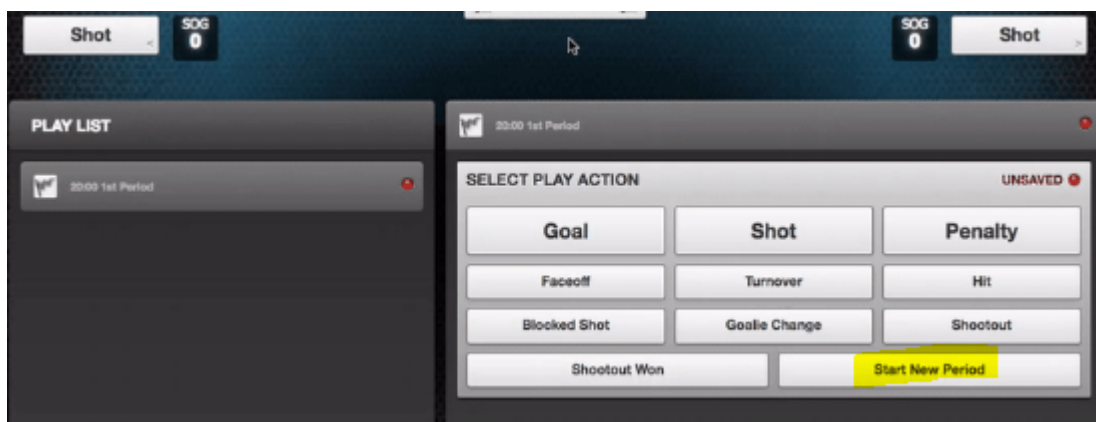 Shot <
SOG
0
SOG
0
Shot >
PLAY LIST
20:00 1st Period
20:00 1st Period
SELECT PLAY ACTION
UNSAVED
Goal
Shot
Penalty
Faceoff
Turnover
Hit
Blocked Shot
Goalie Change
Shootout
Shootout Won
Start New Period